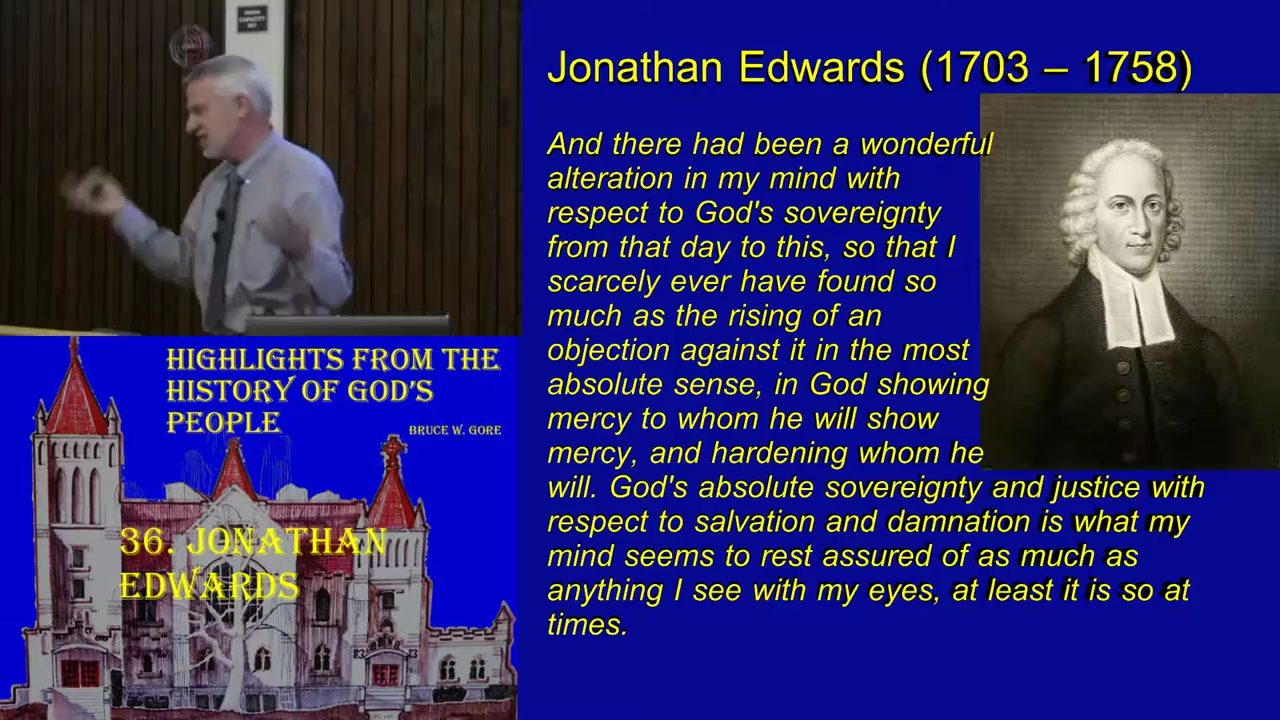 Jonathan Edwards (1703 – 1758)
And there had been a wonderful
alteration in my mind with
respect to God's sovereignty
from that day to this, so that I
scarcely ever have found so
much as the rising of an
objection against it in the most
absolute sense, in God showing
mercy to whom he will show
mercy, and hardening whom he
will. God's absolute sovereignty and justice with
respect to salvation and damnation is what my
mind seems to rest assured of as much as
anything I see with my eyes, at least it is so at
times.
HIGHLIGHTS FROM THE
HISTORY OF GOD'S
PEOPLE
BRUCE W. GORE
36. JONATHAN
EDWARDS
CAPACITY